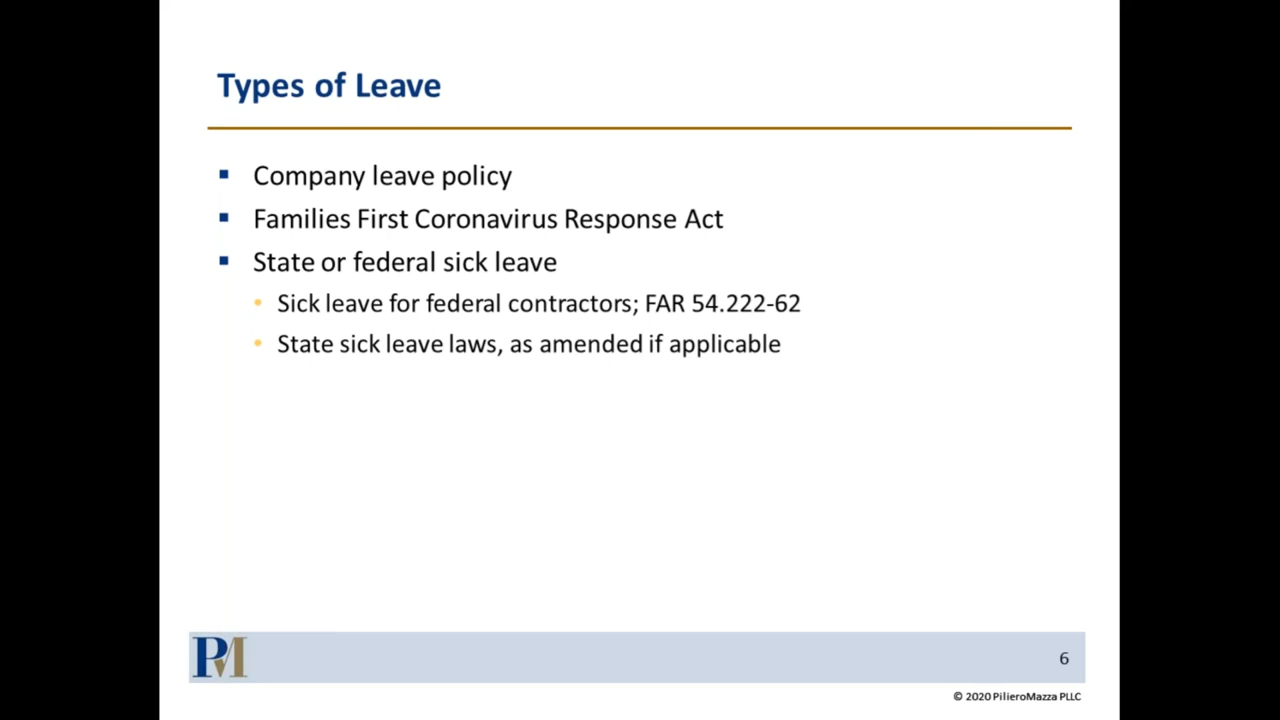 Types of Leave
Company leave policy
Families First Coronavirus Response Act
State or federal sick leave
Sick leave for federal contractors; FAR 54.222-62
State sick leave laws, as amended if applicable
PM
6
© 2020 PilieroMazza PLLC